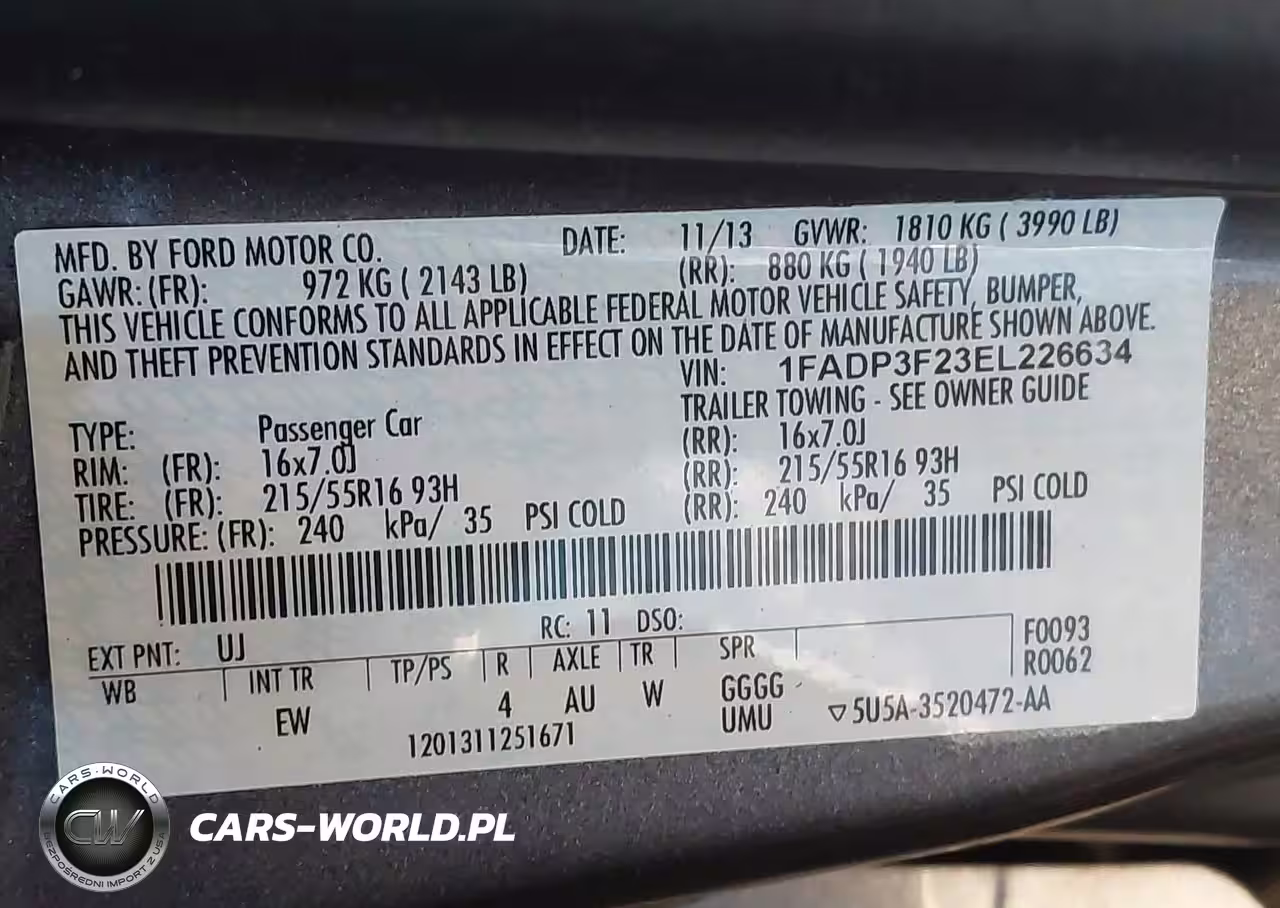 MFD. BY FORD MOTOR CO. DATE: 11/13 GVWR: 1810 KG ( 3990 LB)
GAWR: (FR): 972 KG ( 2143 LB) (RR): 880 KG ( 1940 LB)
THIS VEHICLE CONFORMS TO ALL APPLICABLE FEDERAL MOTOR VEHICLE SAFETY, BUMPER,
AND THEFT PREVENTION STANDARDS IN EFFECT ON THE DATE OF MANUFACTURE SHOWN ABOVE.
VIN: 1FADP3F23EL226634
TRAILER TOWING - SEE OWNER GUIDE
TYPE: Passenger Car
RIM: (FR): 16x7.0J (RR): 16x7.0J
TIRE: (FR): 215/55R16 93H (RR): 215/55R16 93H
PRESSURE: (FR): 240 kPa/ 35 PSI COLD (RR): 240 kPa/ 35 PSI COLD
RC: 11 DSO:
EXT PNT: UJ F0093
WB INT TR TP/PS R AXLE TR SPR R0062
EW 4 AU W GGGG
UMU ▽5U5A-3520472-AA
1201311251671
CARS-WORLD
CW
BEZPOŚREDNI IMPORT Z USA
CARS-WORLD.PL